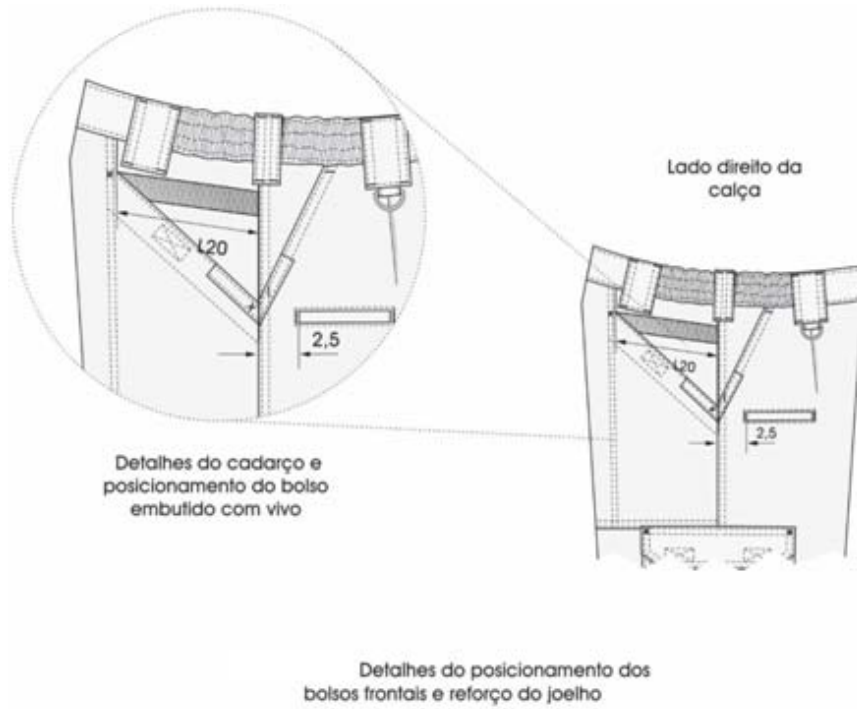 Lado direito da
calça
L20
2,5
L20
2,5
Detalhes do cadarço e
posicionamento do bolso
embutido com vivo
Detalhes do posicionamento dos
bolsos frontais e reforço do joelho